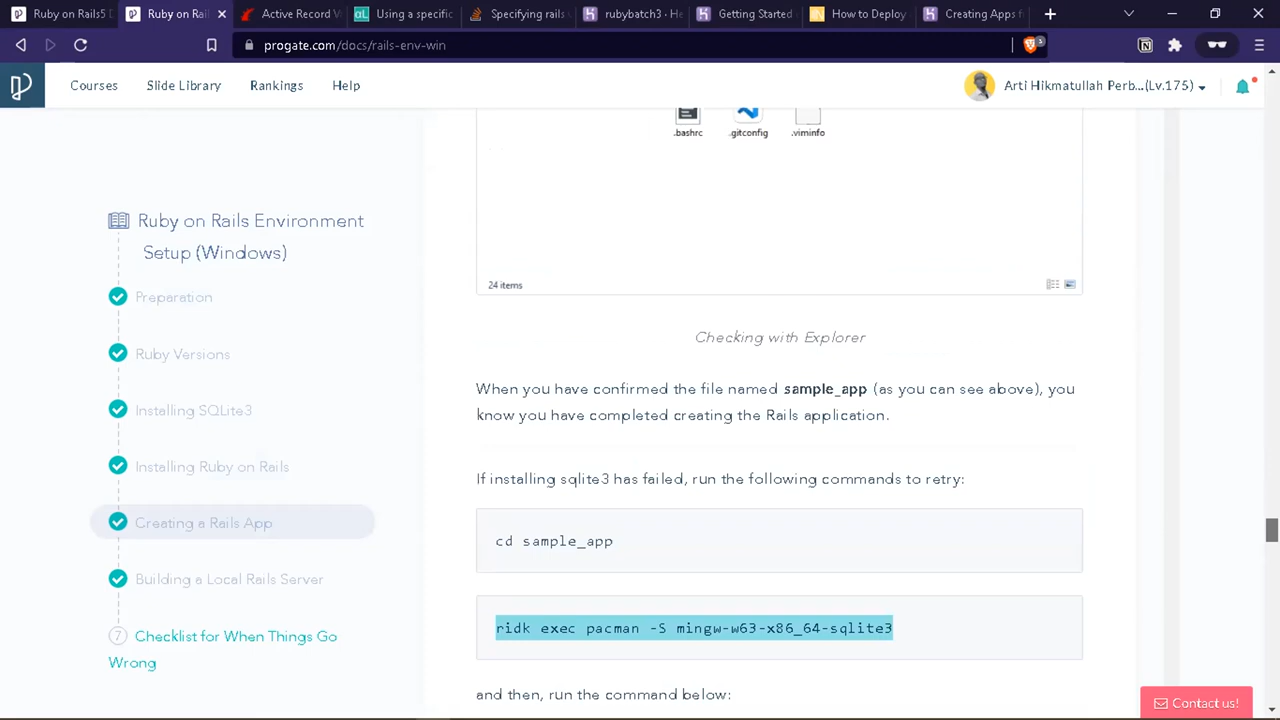 Ruby on Rails5 D
Ruby on Rail
Active Record V
Using a specific
Specifying rails
rubybatch3 · He
Getting Starte
How to Deploy
Creating Apps f
progate.com/docs/rails-env-win
Courses
Slide Library
Rankings
Help
Arti Hikmatullah Perb...(Lv.175)
.bashrc
.gitconfig
.viminfo
24 items
Checking with Explorer
Ruby on Rails Environment
Setup (Windows)
Preparation
Ruby Versions
Installing SQLite3
Installing Ruby on Rails
Creating a Rails App
Building a Local Rails Server
7
Checklist for When Things Go
Wrong
When you have confirmed the file named sample_app (as you can see above), you
know you have completed creating the Rails application.
If installing sqlite3 has failed, run the following commands to retry:
cd sample_app
ridk exec pacman -S mingw-w63-x86_64-sqlite3
and then, run the command below:
Contact us!